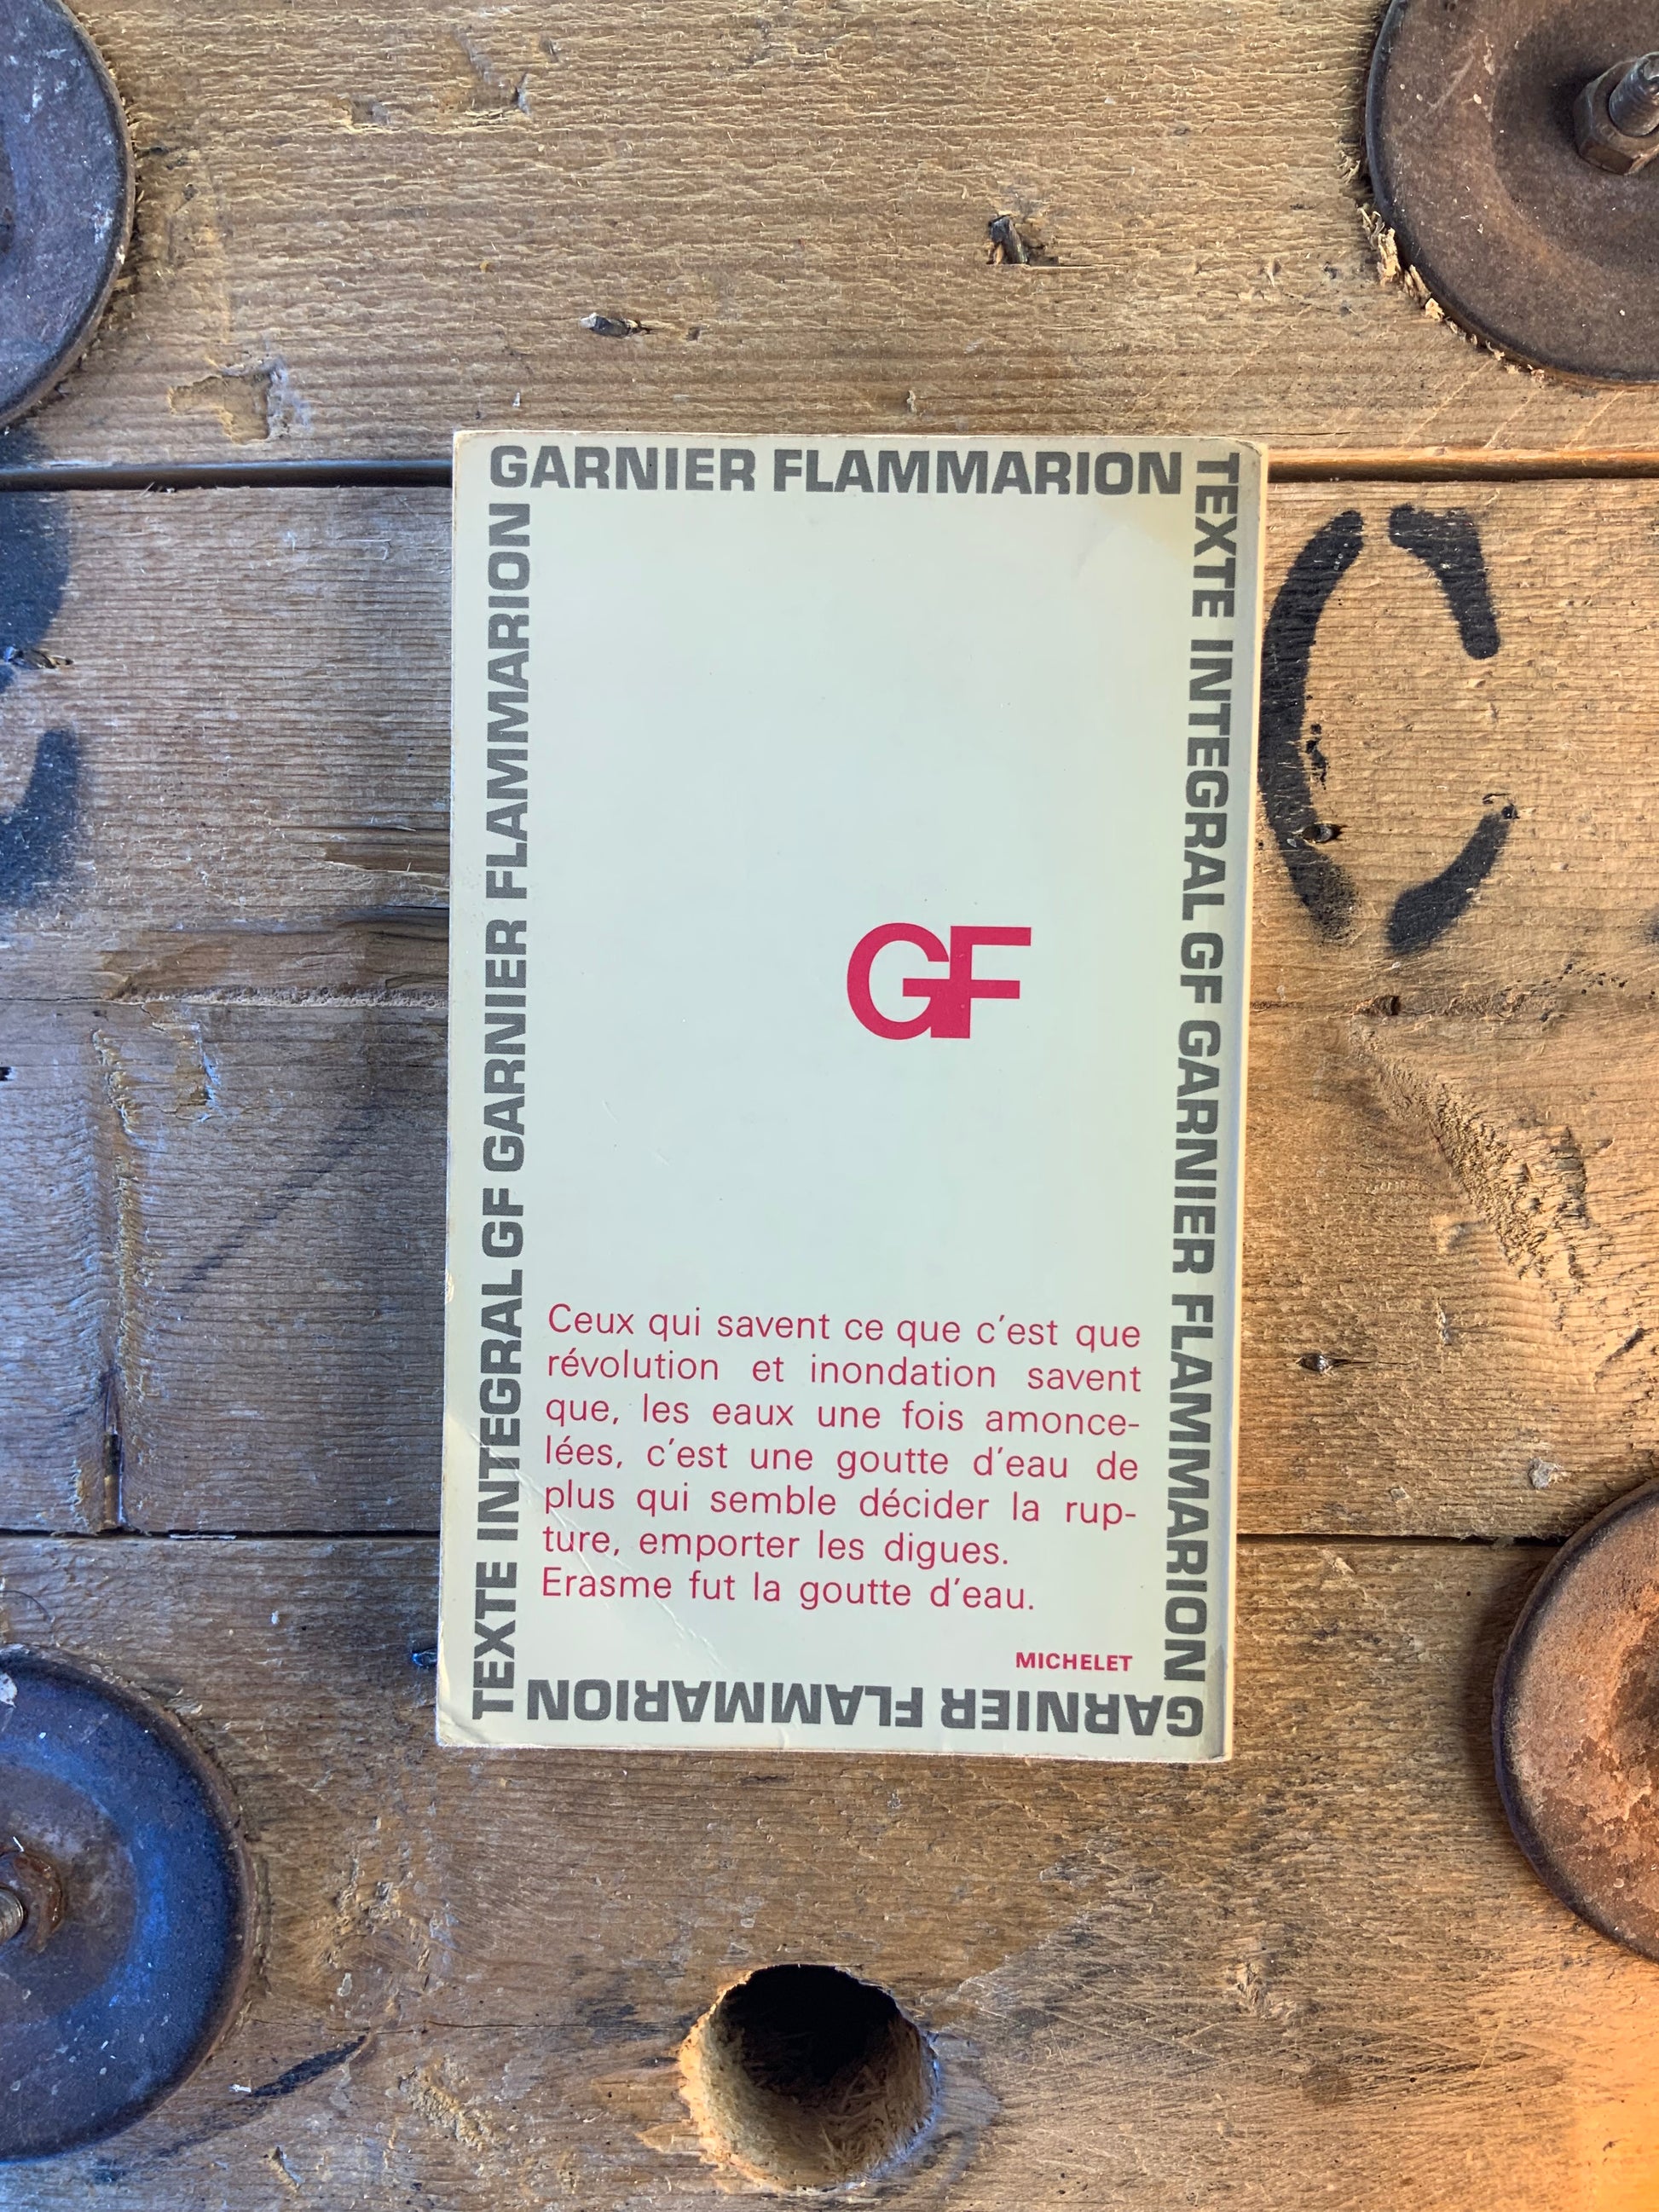 GARNIER FLAMMARION
TEXTE INTEGRAL GF GARNIER FLAMMARION
GARNIER FLAMMARION
TEXTE INTEGRAL GF GARNIER FLAMMARION
GF
Ceux qui savent ce que c'est que
révolution et inondation savent
que, les eaux une fois amonce-
lées, c'est une goutte d'eau de
plus qui semble décider la rup-
ture, emporter les digues.
Erasme fut la goutte d'eau.
MICHELET
C